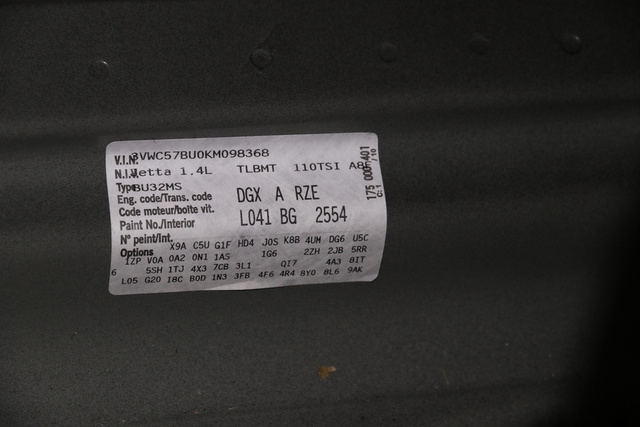 V.I.N. 3VWC57BU0KM098368
N.I.V. Jetta 1.4L TLBMT 110TSI A8F
Type BU32MS
Eng. code/Trans. code DGX A RZE
Code moteur/boîte vit.
Paint No./Interior L041 BG 2554
N° peint/Int.
Options X9A C5U G1F HD4 J0S K8B 4UM DG6 U5C
1ZP V0A 0A2 0N1 1AS 1G6 2ZH 2JB 5RR
6 5SH 1TJ 4X3 7CB 3L1 QI7 4A3 8IT
L05 G20 I8C B0D 1N3 3FB 4F6 4R4 8Y0 8L6 9AK
175 000 401